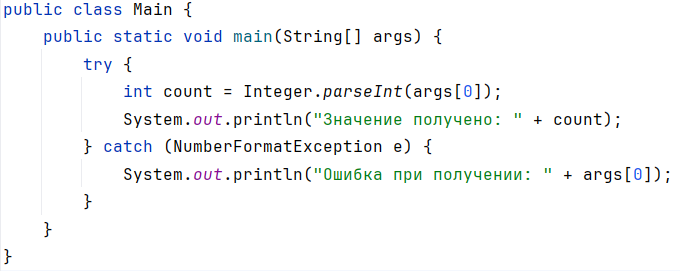 public class Main {
    public static void main(String[] args) {
        try {
            int count = Integer.parseInt(args[0]);
            System.out.println("Значение получено: " + count);
        } catch (NumberFormatException e) {
            System.out.println("Ошибка при получении: " + args[0]);
        }
    }
}